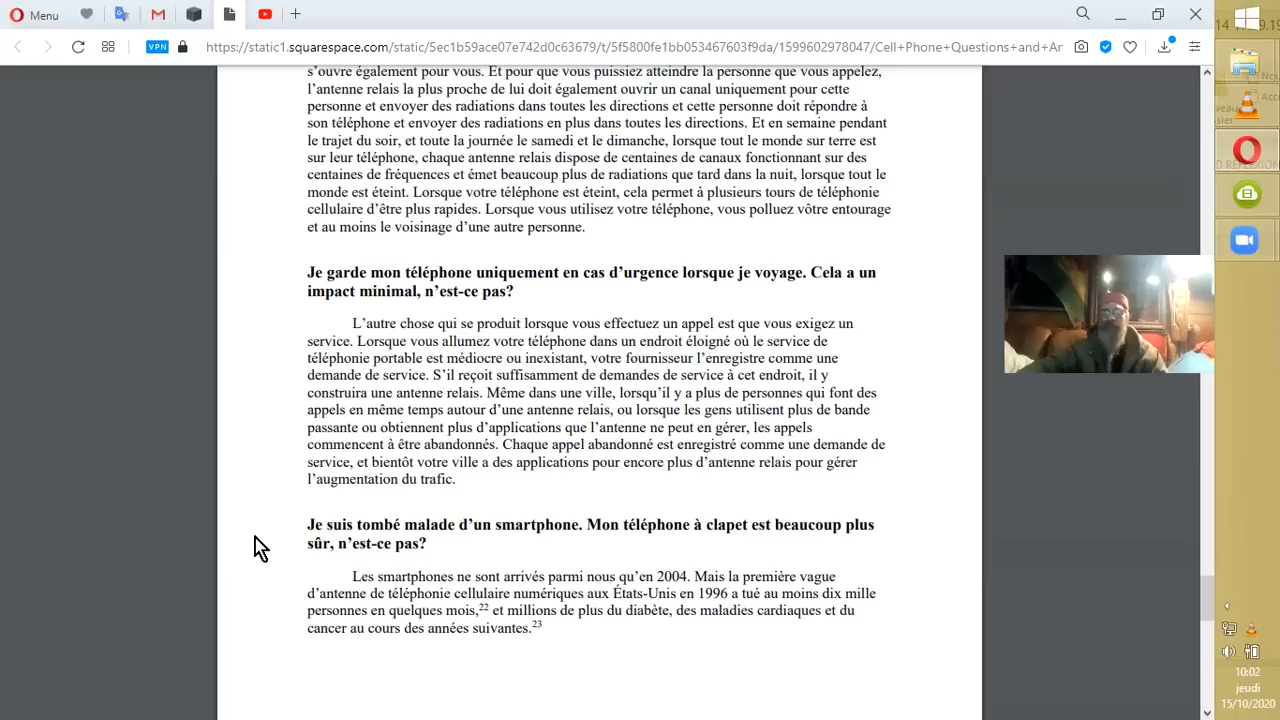 Menu
https://static1.squarespace.com/static/5ec1b59ace07e742d0c63679/t/5f5800fe1bb053467603f9da/1599602978047/Cell+Phone+Questions+and+Ar
VPN
s’ouvre également pour vous. Et pour que vous puissiez atteindre la personne que vous appelez,
l’antenne relais la plus proche de lui doit également ouvrir un canal uniquement pour cette
personne et envoyer des radiations dans toutes les directions et cette personne doit répondre à
son téléphone et envoyer des radiations en plus dans toutes les directions. Et en semaine pendant
le trajet du soir, et toute la journée le samedi et le dimanche, lorsque tout le monde sur terre est
sur leur téléphone, chaque antenne relais dispose de centaines de canaux fonctionnant sur des
centaines de fréquences et émet beaucoup plus de radiations que tard dans la nuit, lorsque tout le
monde est éteint. Lorsque votre téléphone est éteint, cela permet à plusieurs tours de téléphonie
cellulaire d’être plus rapides. Lorsque vous utilisez votre téléphone, vous polluez vôtre entourage
et au moins le voisinage d’une autre personne.
Je garde mon téléphone uniquement en cas d’urgence lorsque je voyage. Cela a un
impact minimal, n’est-ce pas?
L’autre chose qui se produit lorsque vous effectuez un appel est que vous exigez un
service. Lorsque vous allumez votre téléphone dans un endroit éloigné où le service de
téléphonie portable est médiocre ou inexistant, votre fournisseur l’enregistre comme une
demande de service. S’il reçoit suffisamment de demandes de service à cet endroit, il y
construira une antenne relais. Même dans une ville, lorsqu’il y a plus de personnes qui font des
appels en même temps autour d’une antenne relais, ou lorsque les gens utilisent plus de bande
passante ou obtiennent plus d’applications que l’antenne ne peut en gérer, les appels
commencent à être abandonnés. Chaque appel abandonné est enregistré comme une demande de
service, et bientôt votre ville a des applications pour encore plus d’antenne relais pour gérer
l’augmentation du trafic.
Je suis tombé malade d’un smartphone. Mon téléphone à clapet est beaucoup plus
sûr, n’est-ce pas?
Les smartphones ne sont arrivés parmi nous qu’en 2004. Mais la première vague
d’antenne de téléphonie cellulaire numériques aux États-Unis en 1996 a tué au moins dix mille
personnes en quelques mois,22 et millions de plus du diabète, des maladies cardiaques et du
cancer au cours des années suivantes.23
10:02
jeudi
15/10/2020